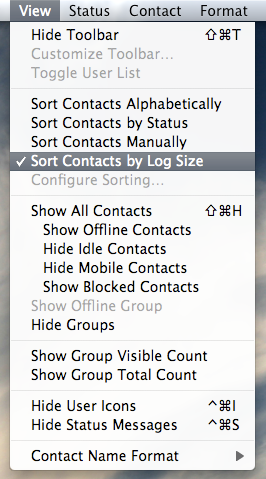 View Status Contact Format
Hide Toolbar ⇧⌘T
Customize Toolbar...
Toggle User List
Sort Contacts Alphabetically
Sort Contacts by Status
Sort Contacts Manually
✓ Sort Contacts by Log Size
Configure Sorting...
Show All Contacts ⇧⌘H
Show Offline Contacts
Hide Idle Contacts
Hide Mobile Contacts
Show Blocked Contacts
Show Offline Group
Hide Groups
Show Group Visible Count
Show Group Total Count
Hide User Icons ^⌘I
Hide Status Messages ^⌘S
Contact Name Format ▶